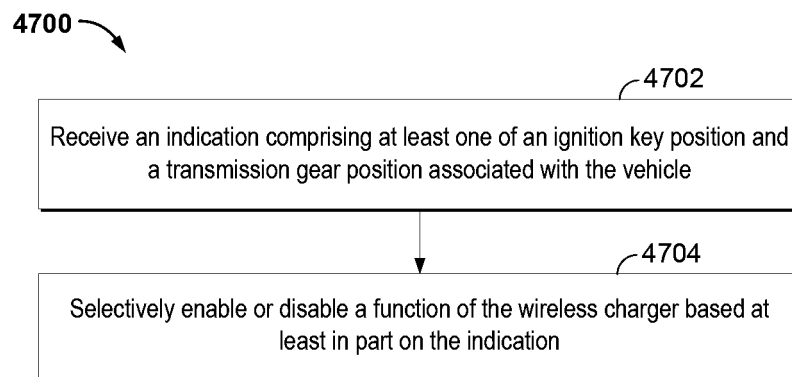 4700
4702
Receive an indication comprising at least one of an ignition key position and
a transmission gear position associated with the vehicle
4704
Selectively enable or disable a function of the wireless charger based at
least in part on the indication